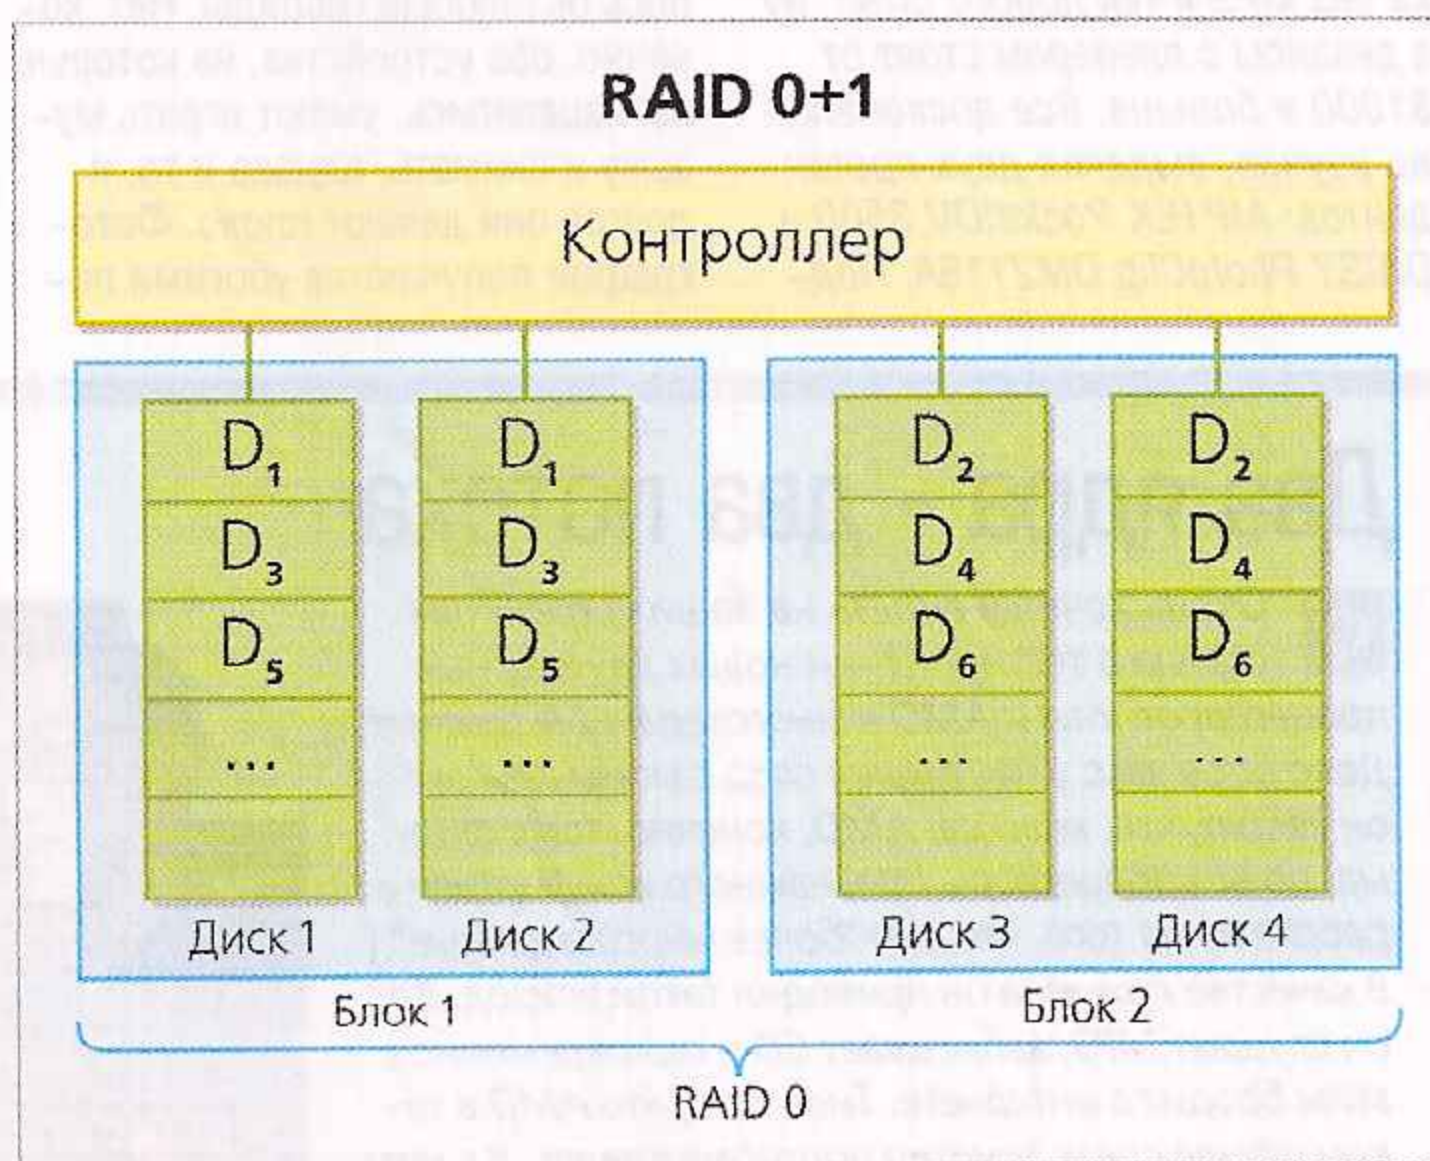 RAID 0+1
Контроллер
D1 D1 D2 D2
D3 D3 D4 D4
D5 D5 D6 D6
... ... ... ...
Диск 1 Диск 2 Диск 3 Диск 4
Блок 1 Блок 2
RAID 0